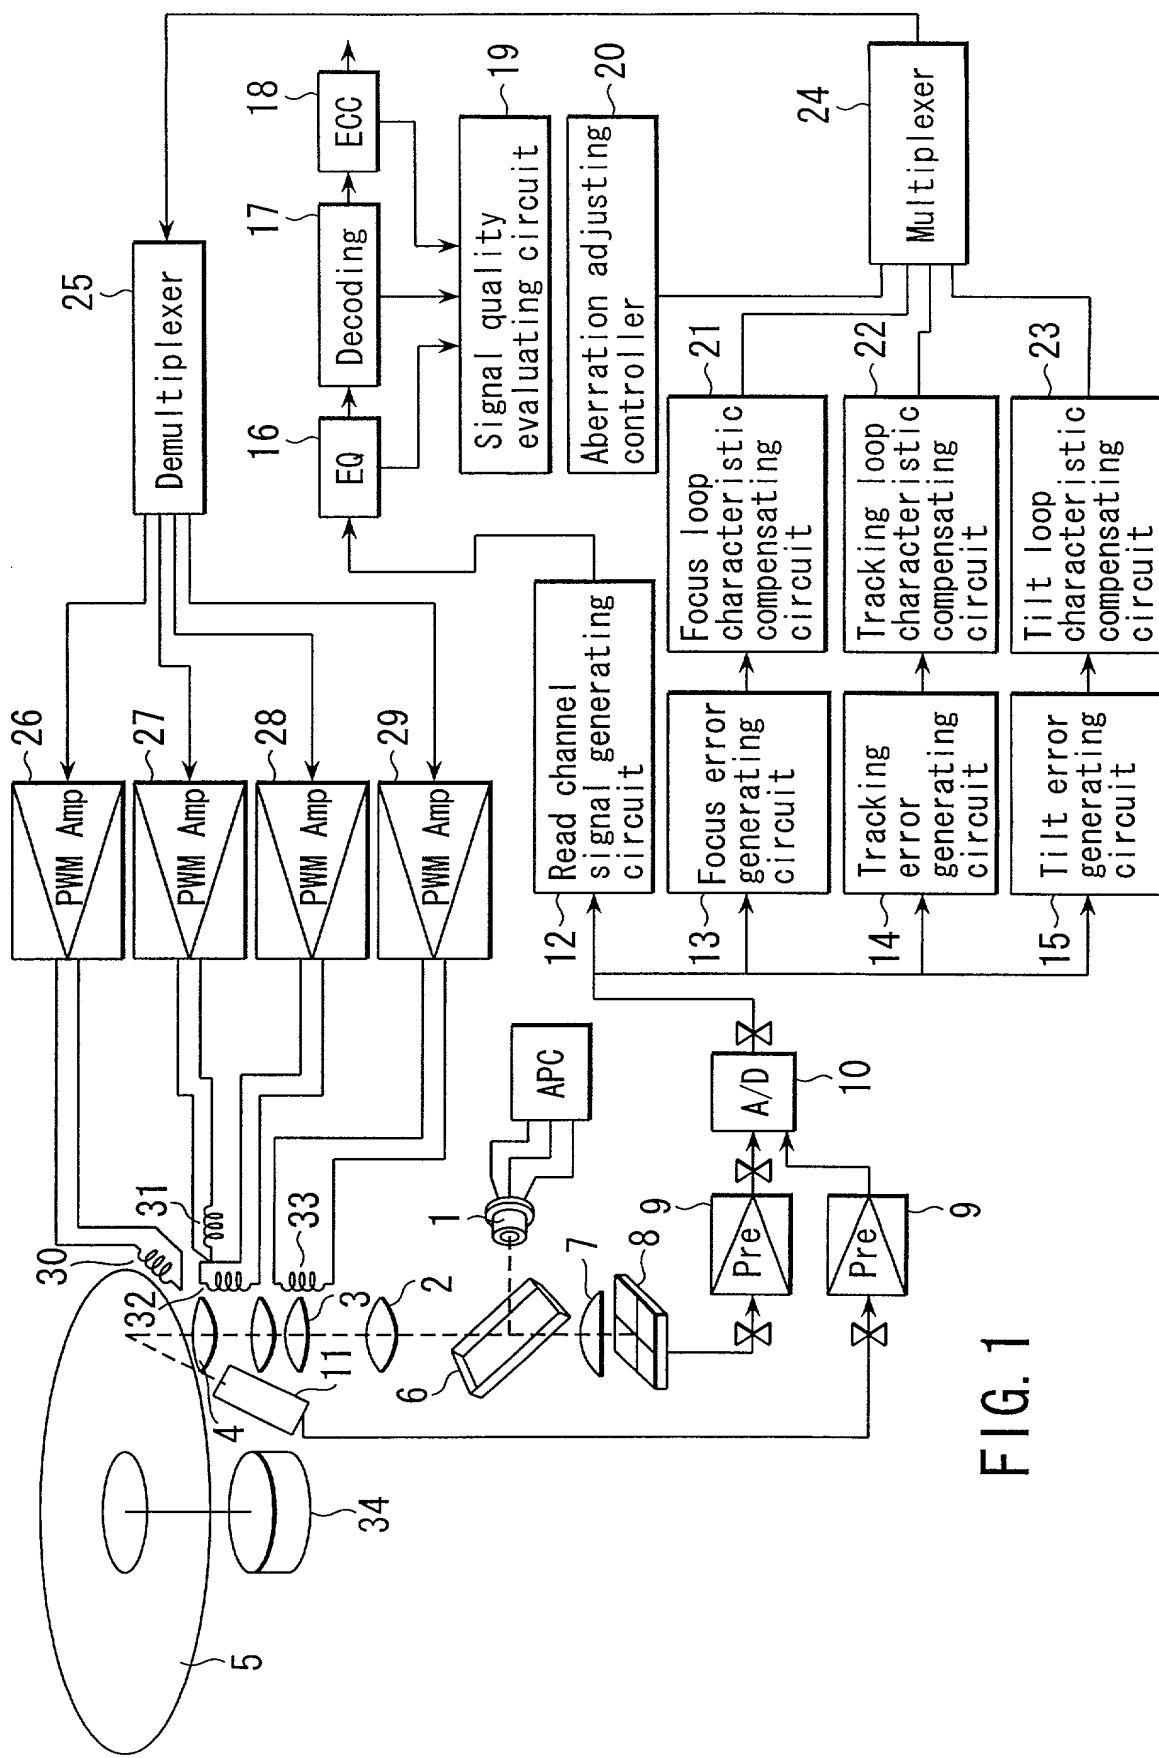 5
34
4
11
30
132
31
33
3
2
6
1
7
8
APC
9
Pre
9
Pre
A/D
10
26
PWM Amp
27
PWM Amp
28
PWM Amp
29
PWM Amp
25
Demultiplexer
16
EQ
17
Decoding
18
ECC
19
Signal quality
evaluating circuit
20
Aberration adjusting
controller
12
Read channel
signal generating
circuit
13
Focus error
generating
circuit
21
Focus loop
characteristic
compensating
circuit
14
Tracking
error
generating
circuit
22
Tracking loop
characteristic
compensating
circuit
15
Tilt error
generating
circuit
23
Tilt loop
characteristic
compensating
circuit
24
Multiplexer
FIG. 1